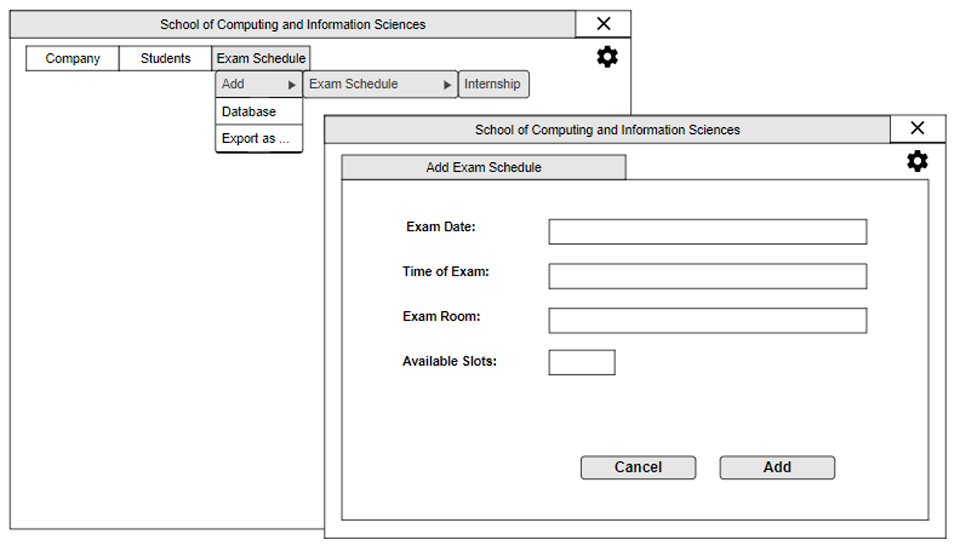 School of Computing and Information Sciences
Company Students Exam Schedule
Add Exam Schedule Internship
Database
Export as ...
School of Computing and Information Sciences
Add Exam Schedule
Exam Date:
Time of Exam:
Exam Room:
Available Slots:
Cancel Add